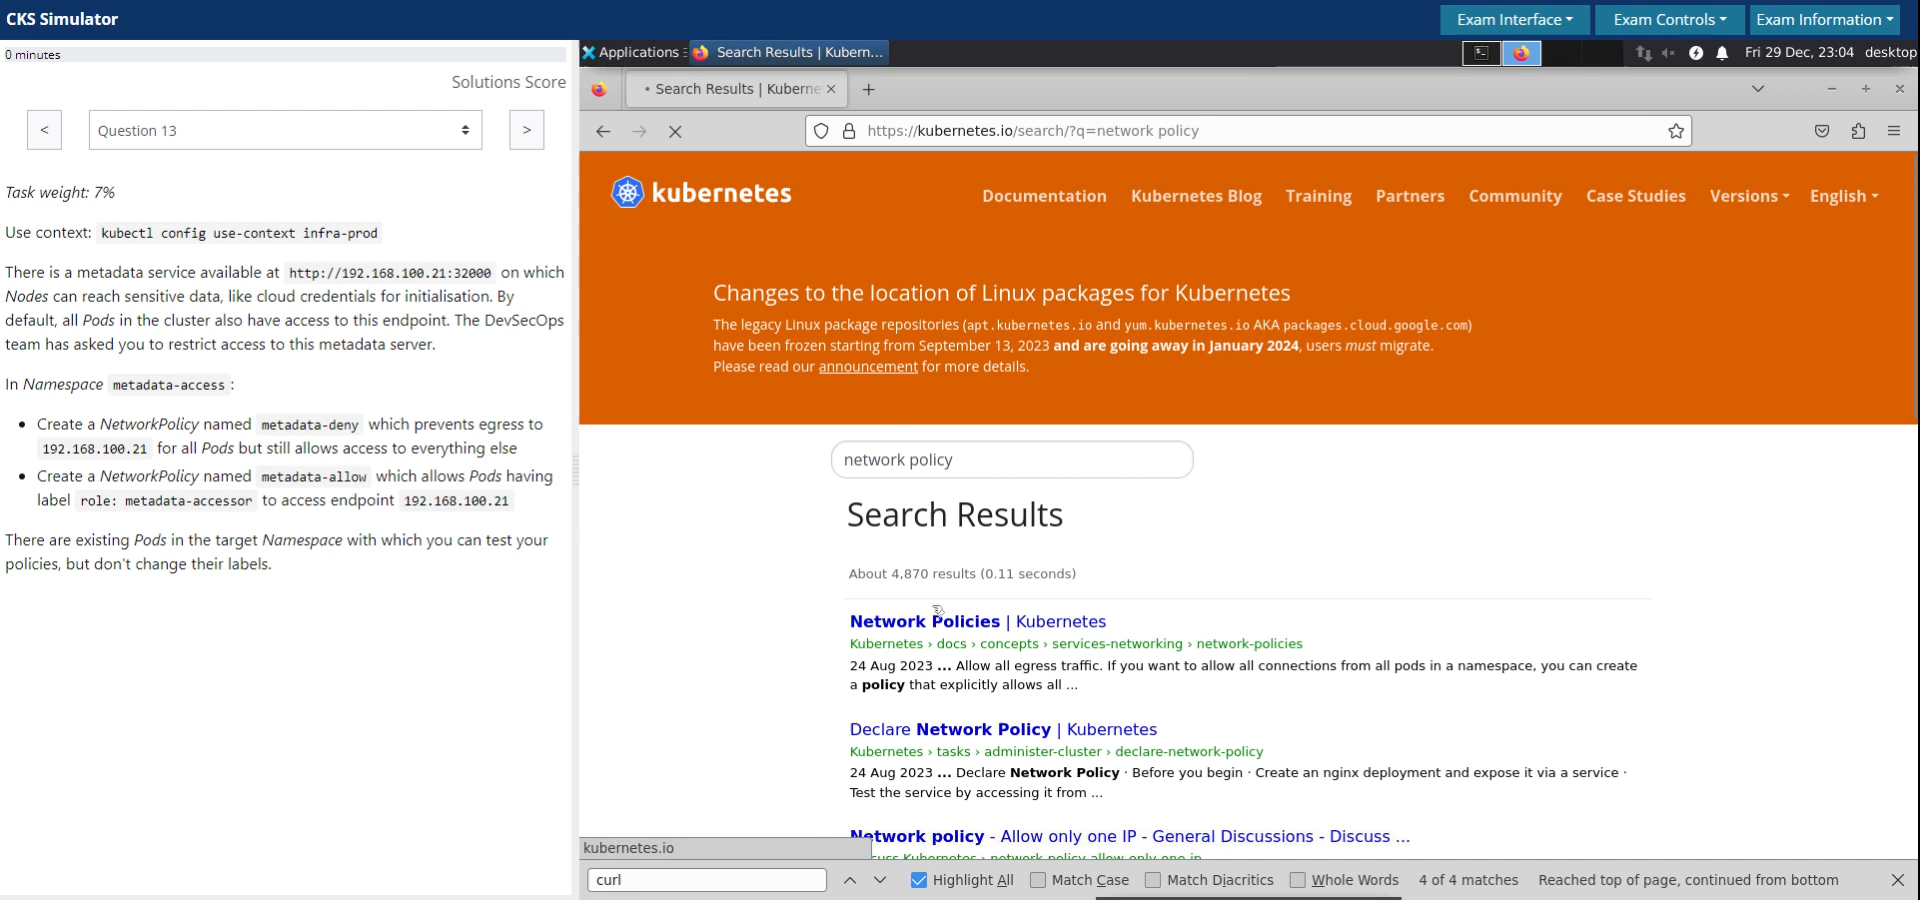 CKS Simulator
Exam Interface
Exam Controls
Exam Information
0 minutes
Solutions Score
<
Question 13
>
Task weight: 7%
Use context: kubectl config use-context infra-prod
There is a metadata service available at http://192.168.100.21:32000 on which
Nodes can reach sensitive data, like cloud credentials for initialisation. By
default, all Pods in the cluster also have access to this endpoint. The DevSecOps
team has asked you to restrict access to this metadata server.
In Namespace metadata-access :
Create a NetworkPolicy named metadata-deny which prevents egress to
192.168.100.21 for all Pods but still allows access to everything else
Create a NetworkPolicy named metadata-allow which allows Pods having
label role: metadata-accessor to access endpoint 192.168.100.21
There are existing Pods in the target Namespace with which you can test your
policies, but don't change their labels.
Applications
Search Results | Kubern...
Fri 29 Dec, 23:04 desktop
Search Results | Kuberne
https://kubernetes.io/search/?q=network policy
kubernetes
Documentation
Kubernetes Blog
Training
Partners
Community
Case Studies
Versions
English
Changes to the location of Linux packages for Kubernetes
The legacy Linux package repositories (apt.kubernetes.io and yum.kubernetes.io AKA packages.cloud.google.com)
have been frozen starting from September 13, 2023 and are going away in January 2024, users must migrate.
Please read our announcement for more details.
network policy
Search Results
About 4,870 results (0.11 seconds)
Network Policies | Kubernetes
Kubernetes › docs › concepts › services-networking › network-policies
24 Aug 2023 ... Allow all egress traffic. If you want to allow all connections from all pods in a namespace, you can create
a policy that explicitly allows all ...
Declare Network Policy | Kubernetes
Kubernetes › tasks › administer-cluster › declare-network-policy
24 Aug 2023 ... Declare Network Policy · Before you begin · Create an nginx deployment and expose it via a service ·
Test the service by accessing it from ...
Network policy - Allow only one IP - General Discussions - Discuss ...
Kubernetes › network-policy-allow-only-one-ip
kubernetes.io
curl
Highlight All
Match Case
Match Diacritics
Whole Words
4 of 4 matches
Reached top of page, continued from bottom